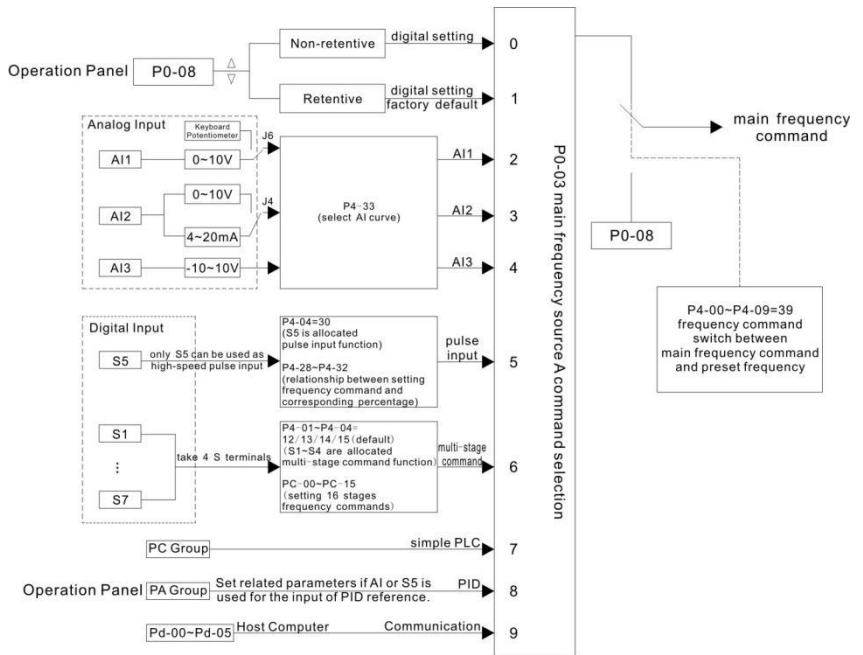 Operation Panel
P0-08
△
▽
Non-retentive
digital setting
0
Retentive
digital setting
factory default
1
Analog Input
Keyboard
Potentiometer
J6
AI1
0~10V
AI1
2
AI2
0~10V
4~20mA
J4
P4-33
(select AI curve)
AI2
3
AI3
-10~10V
AI3
4
Digital Input
S5
only S5 can be used as
high-speed pulse input
P4-04=30
(S5 is allocated
pulse input function)
P4-28~P4-32
(relationship between setting
frequency command and
corresponding percentage)
pulse
input
5
S1
⋮
S7
take 4 S terminals
P4-01~P4-04=
12/13/14/15(default)
(S1~S4 are allocated
multi-stage command function)
PC-00~PC-15
(setting 16 stages
frequency commands)
multi-stage
command
6
PC Group
simple PLC
7
Operation Panel
PA Group
Set related parameters if AI or S5 is
used for the input of PID reference.
PID
8
Pd-00~Pd-05
Host Computer
Communication
9
P0-03 main frequency source A command selection
main frequency
command
P0-08
P4-00~P4-09=39
frequency command
switch between
main frequency command
and preset frequency